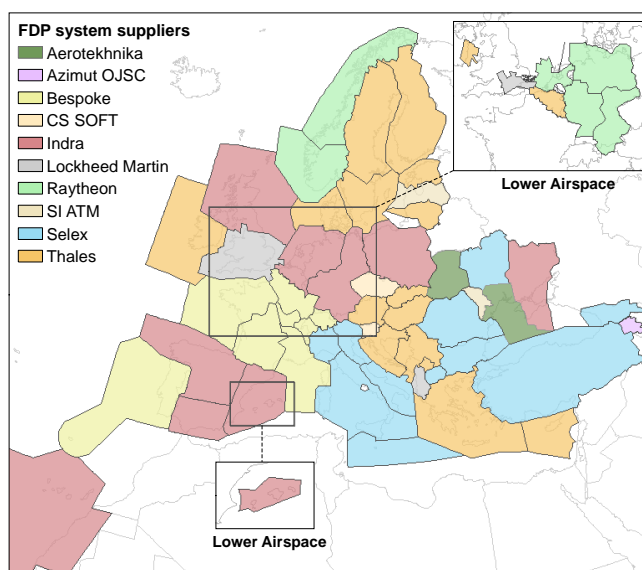 FDP system suppliers
Aerotekhnika
Azimut OJSC
Bespoke
CS SOFT
Indra
Lockheed Martin
Raytheon
SI ATM
Selex
Thales
Lower Airspace
Lower Airspace